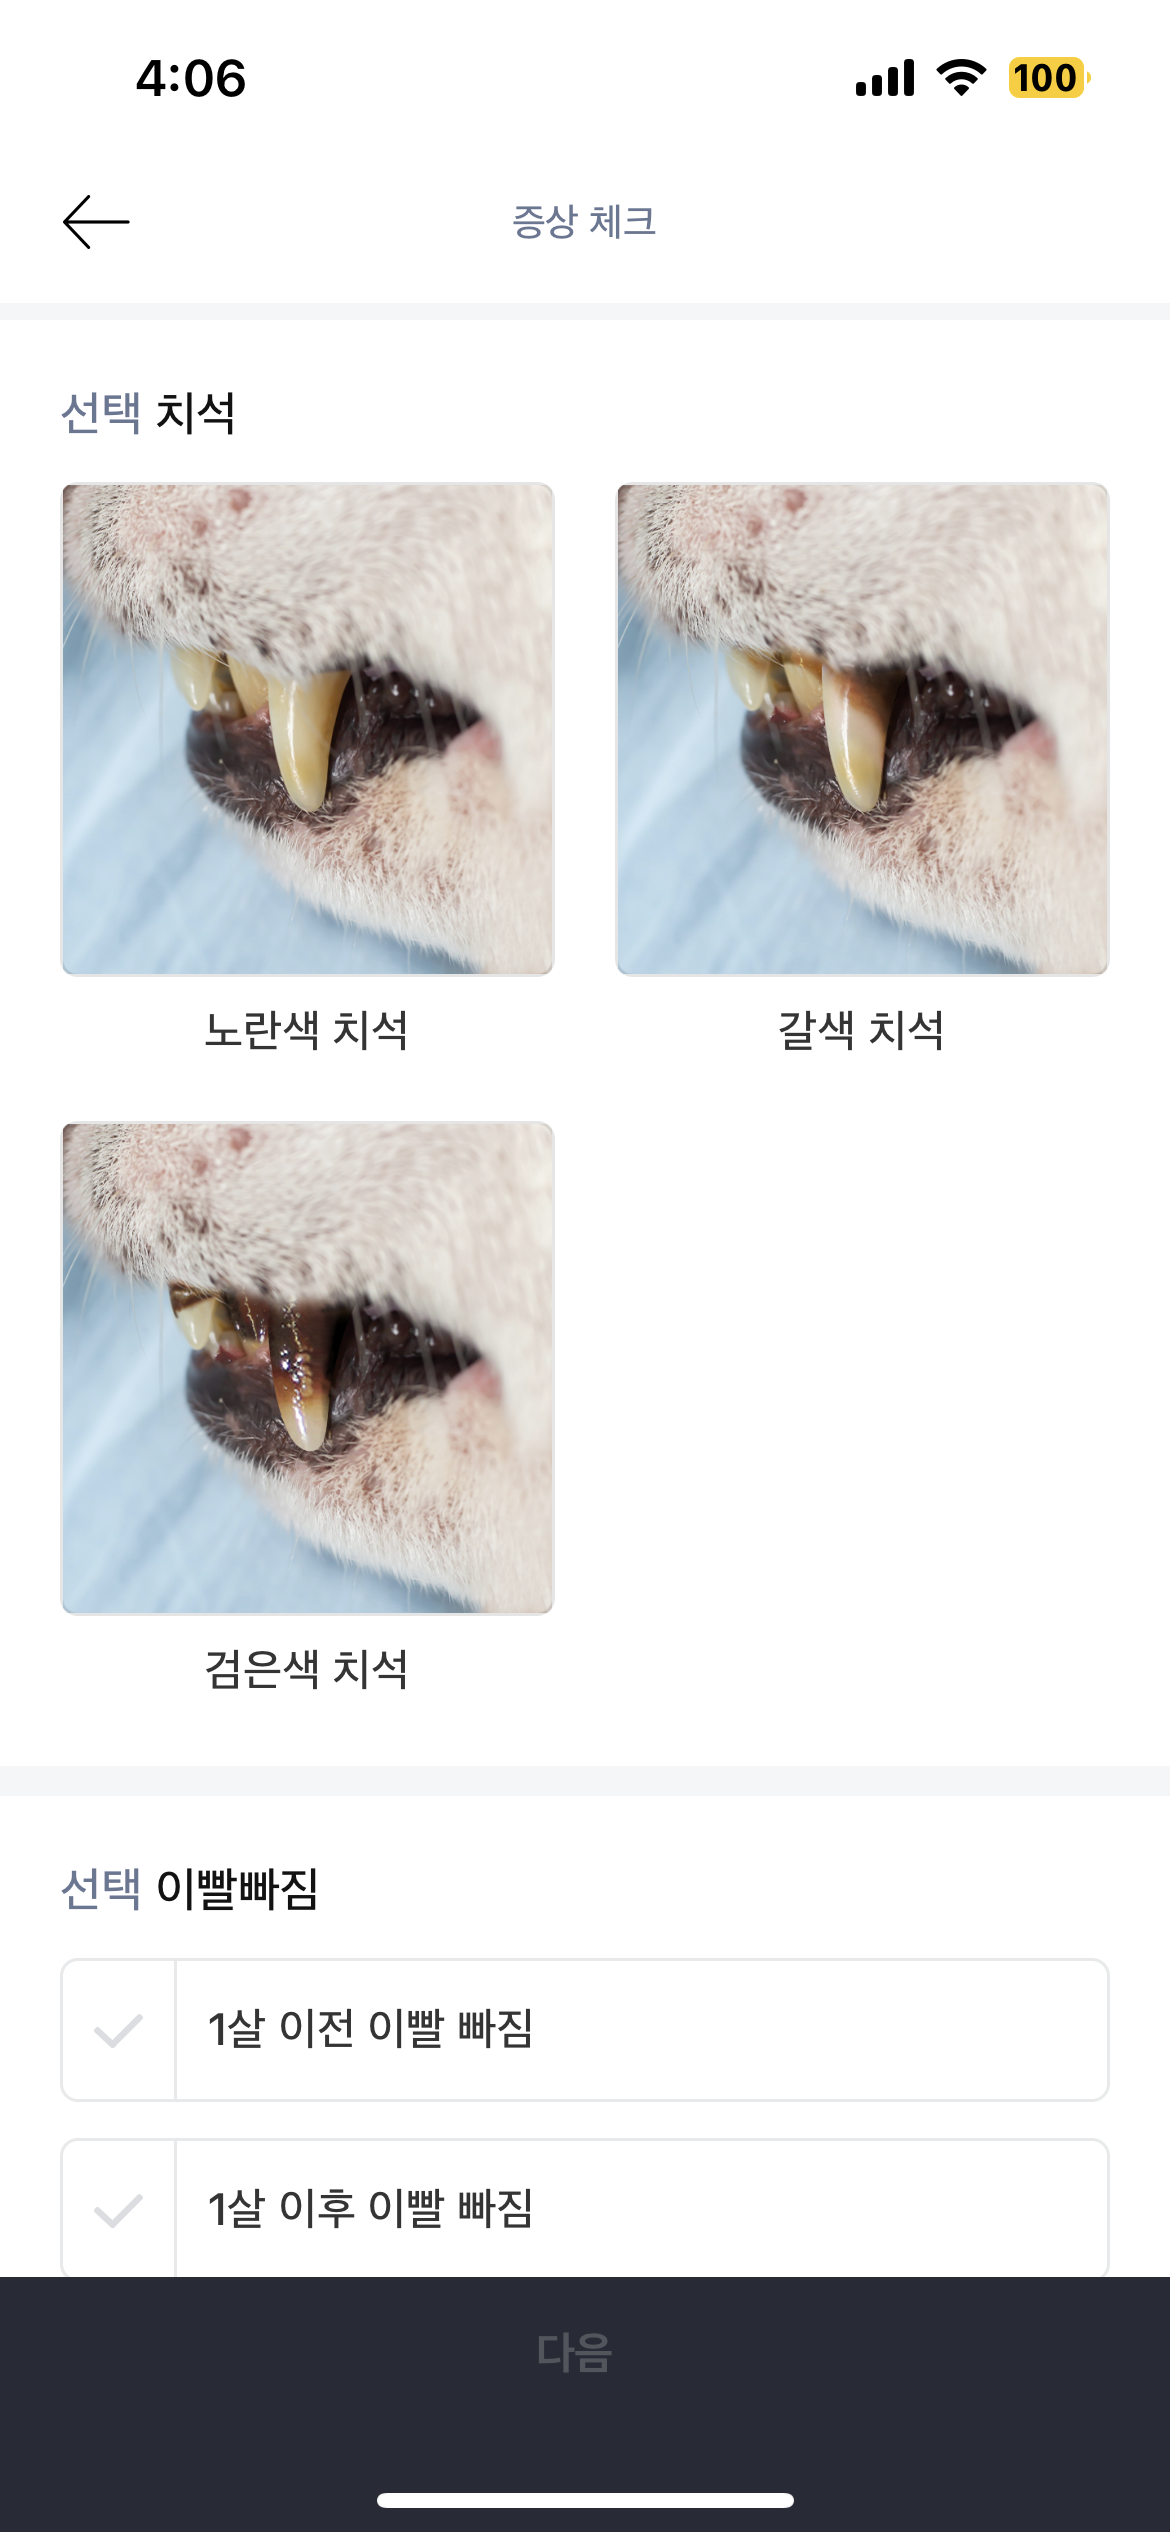 4:06
100
증상 체크
선택 치석
노란색 치석
갈색 치석
검은색 치석
선택 이빨빠짐
1살 이전 이빨 빠짐
1살 이후 이빨 빠짐
다음